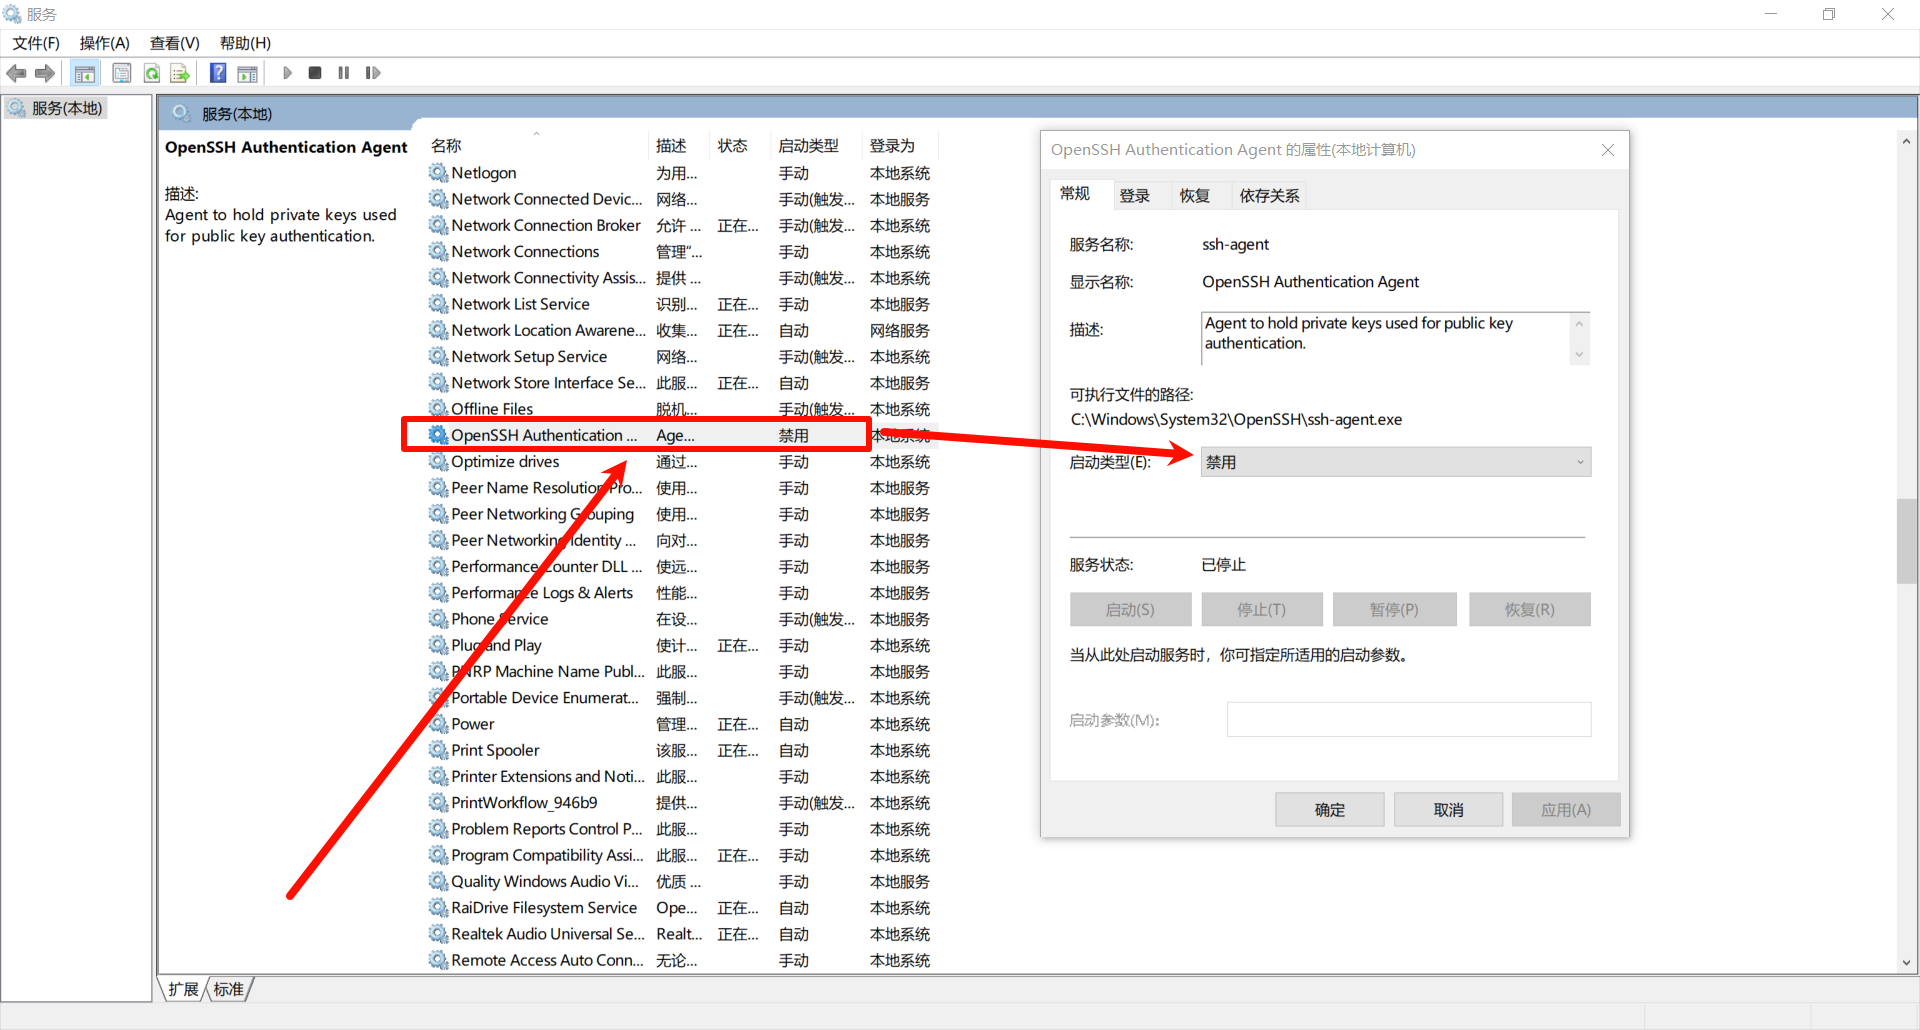 服务
文件(F) 操作(A) 查看(V) 帮助(H)
服务(本地)
服务(本地)
OpenSSH Authentication Agent
描述:
Agent to hold private keys used
for public key authentication.
名称 描述 状态 启动类型 登录为
Netlogon 为用... 手动 本地系统
Network Connected Devic... 网络... 手动(触发... 本地服务
Network Connection Broker 允许 ... 正在... 手动(触发... 本地系统
Network Connections 管理“... 手动 本地系统
Network Connectivity Assis... 提供 ... 手动(触发... 本地系统
Network List Service 识别... 正在... 手动 本地服务
Network Location Awarene... 收集... 正在... 自动 网络服务
Network Setup Service 网络... 手动(触发... 本地系统
Network Store Interface Se... 此服... 正在... 自动 本地服务
Offline Files 脱机... 手动(触发... 本地系统
OpenSSH Authentication ... Age... 禁用 本地系统
Optimize drives 通过... 手动 本地系统
Peer Name Resolution Pro... 使用... 手动 本地服务
Peer Networking Grouping 使用... 手动 本地服务
Peer Networking Identity ... 向对... 手动 本地服务
Performance Counter DLL ... 使远... 手动 本地服务
Performance Logs & Alerts 性能... 手动 本地服务
Phone Service 在设... 手动(触发... 本地服务
Plug and Play 使计... 正在... 手动 本地系统
PNRP Machine Name Publ... 此服... 手动 本地服务
Portable Device Enumerat... 强制... 手动(触发... 本地系统
Power 管理... 正在... 自动 本地系统
Print Spooler 该服... 正在... 自动 本地系统
Printer Extensions and Noti... 此服... 手动 本地系统
PrintWorkflow_946b9 提供... 手动(触发... 本地系统
Problem Reports Control P... 此服... 手动 本地系统
Program Compatibility Assi... 此服... 正在... 手动 本地系统
Quality Windows Audio Vi... 优质 ... 手动 本地服务
RaiDrive Filesystem Service Ope... 正在... 自动 本地系统
Realtek Audio Universal Se... Realt... 正在... 自动 本地系统
Remote Access Auto Conn... 无论... 手动 本地系统
扩展 标准
OpenSSH Authentication Agent 的属性(本地计算机)
常规 登录 恢复 依存关系
服务名称: ssh-agent
显示名称: OpenSSH Authentication Agent
描述: Agent to hold private keys used for public key
authentication.
可执行文件的路径:
C:\Windows\System32\OpenSSH\ssh-agent.exe
启动类型(E): 禁用
服务状态: 已停止
启动(S) 停止(T) 暂停(P) 恢复(R)
当从此处启动服务时，你可指定所适用的启动参数。
启动参数(M):
确定 取消 应用(A)